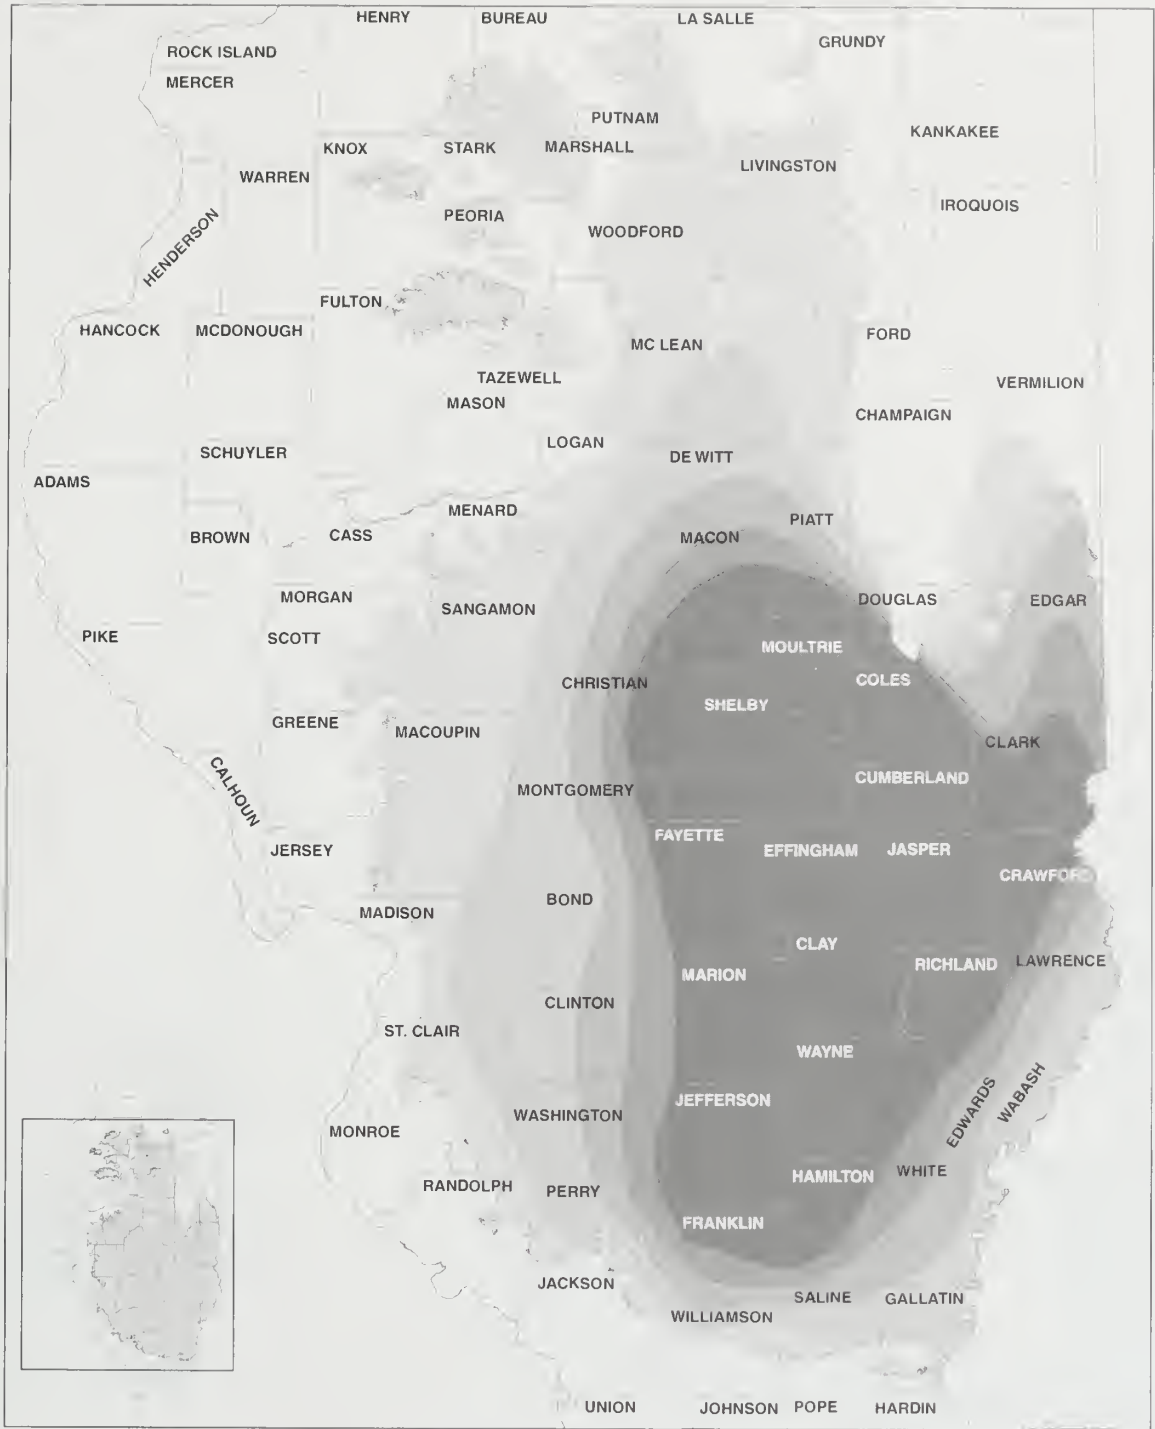 HENRY
BUREAU
LA SALLE
GRUNDY
ROCK ISLAND
MERCER
PUTNAM
KANKAKEE
KNOX
STARK
MARSHALL
LIVINGSTON
WARREN
IROQUOIS
PEORIA
WOODFORD
HENDERSON
FULTON
HANCOCK
MCDONOUGH
MC LEAN
FORD
TAZEWELL
VERMILION
MASON
CHAMPAIGN
LOGAN
SCHUYLER
DE WITT
ADAMS
MENARD
PIATT
BROWN
CASS
MACON
MORGAN
SANGAMON
DOUGLAS
EDGAR
PIKE
SCOTT
MOULTRIE
CHRISTIAN
COLES
SHELBY
GREENE
MACOUPIN
CLARK
CALHOUN
MONTGOMERY
CUMBERLAND
JERSEY
FAYETTE
EFFINGHAM
JASPER
CRAWFORD
MADISON
BOND
CLAY
MARION
RICHLAND
LAWRENCE
CLINTON
ST. CLAIR
WAYNE
EDWARDS
WABASH
JEFFERSON
WASHINGTON
MONROE
RANDOLPH
PERRY
HAMILTON
WHITE
FRANKLIN
JACKSON
SALINE
GALLATIN
WILLIAMSON
UNION
JOHNSON
POPE
HARDIN